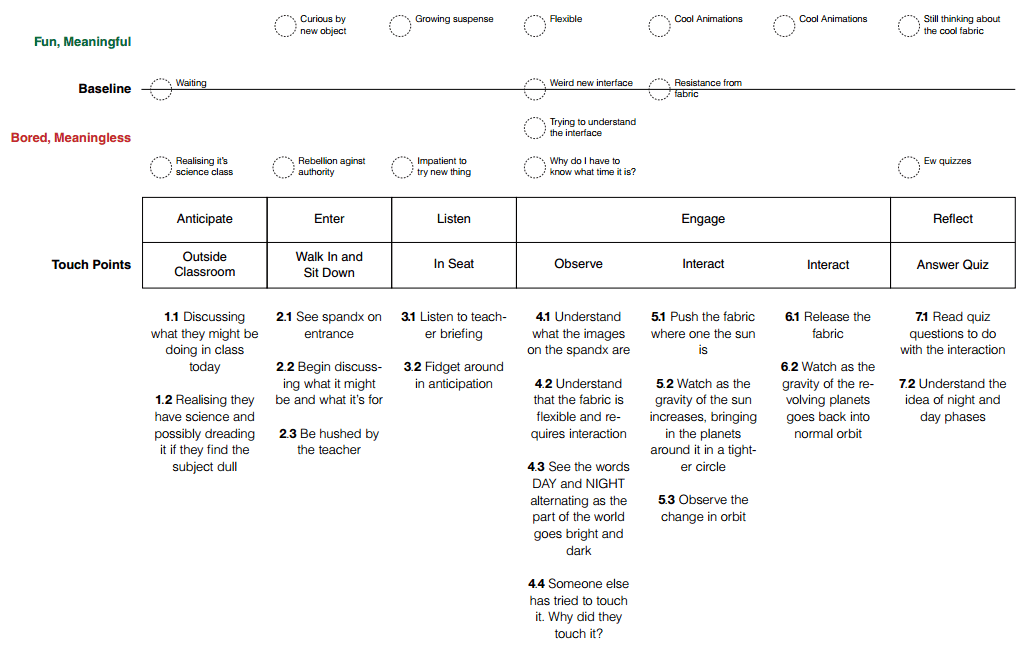 Fun, Meaningful
Curious by
new object
Growing suspense
Flexible
Cool Animations
Cool Animations
Still thinking about
the cool fabric
Baseline
Waiting
Weird new interface
Resistance from
fabric
Bored, Meaningless
Trying to understand
the interface
Realising it's
science class
Rebellion aginst
authority
Impatient to
try new thing
Why do I have to
know what time it is?
Ew quizzes
Anticipate
Enter
Listen
Engage
Reflect
Touch Points
Outside
Classroom
Walk In and
Sit Down
In Seat
Observe
Interact
Interact
Answer Quiz
1.1 Discussing
what they might be
doing in class
today
1.2 Realising they
have science and
possibly dreading
it if they find the
subject dull
2.1 See spandx on
entrance
2.2 Begin discuss-
ing what it might
be and what it's for
2.3 Be hushed by
the teacher
3.1 Listen to teach-
er briefing
3.2 Fidget around
in anticipation
4.1 Understand
what the images
on the spandx are
4.2 Understand
that the fabric is
flexible and re-
quires interaction
4.3 See the words
DAY and NIGHT
alternating as the
part of the world
goes bright and
dark
4.4 Someone else
has tried to touch
it. Why did they
touch it?
5.1 Push the fabric
where one the sun
is
5.2 Watch as the
gravity of the sun
increases, bringing
in the planets
around it in a tight-
er circle
5.3 Observe the
change in orbit
6.1 Release the
fabric
6.2 Watch as the
gravity of the re-
volving planets
goes back into
normal orbit
7.1 Read quiz
questions to do
with the interaction
7.2 Understand the
idea of night and
day phases